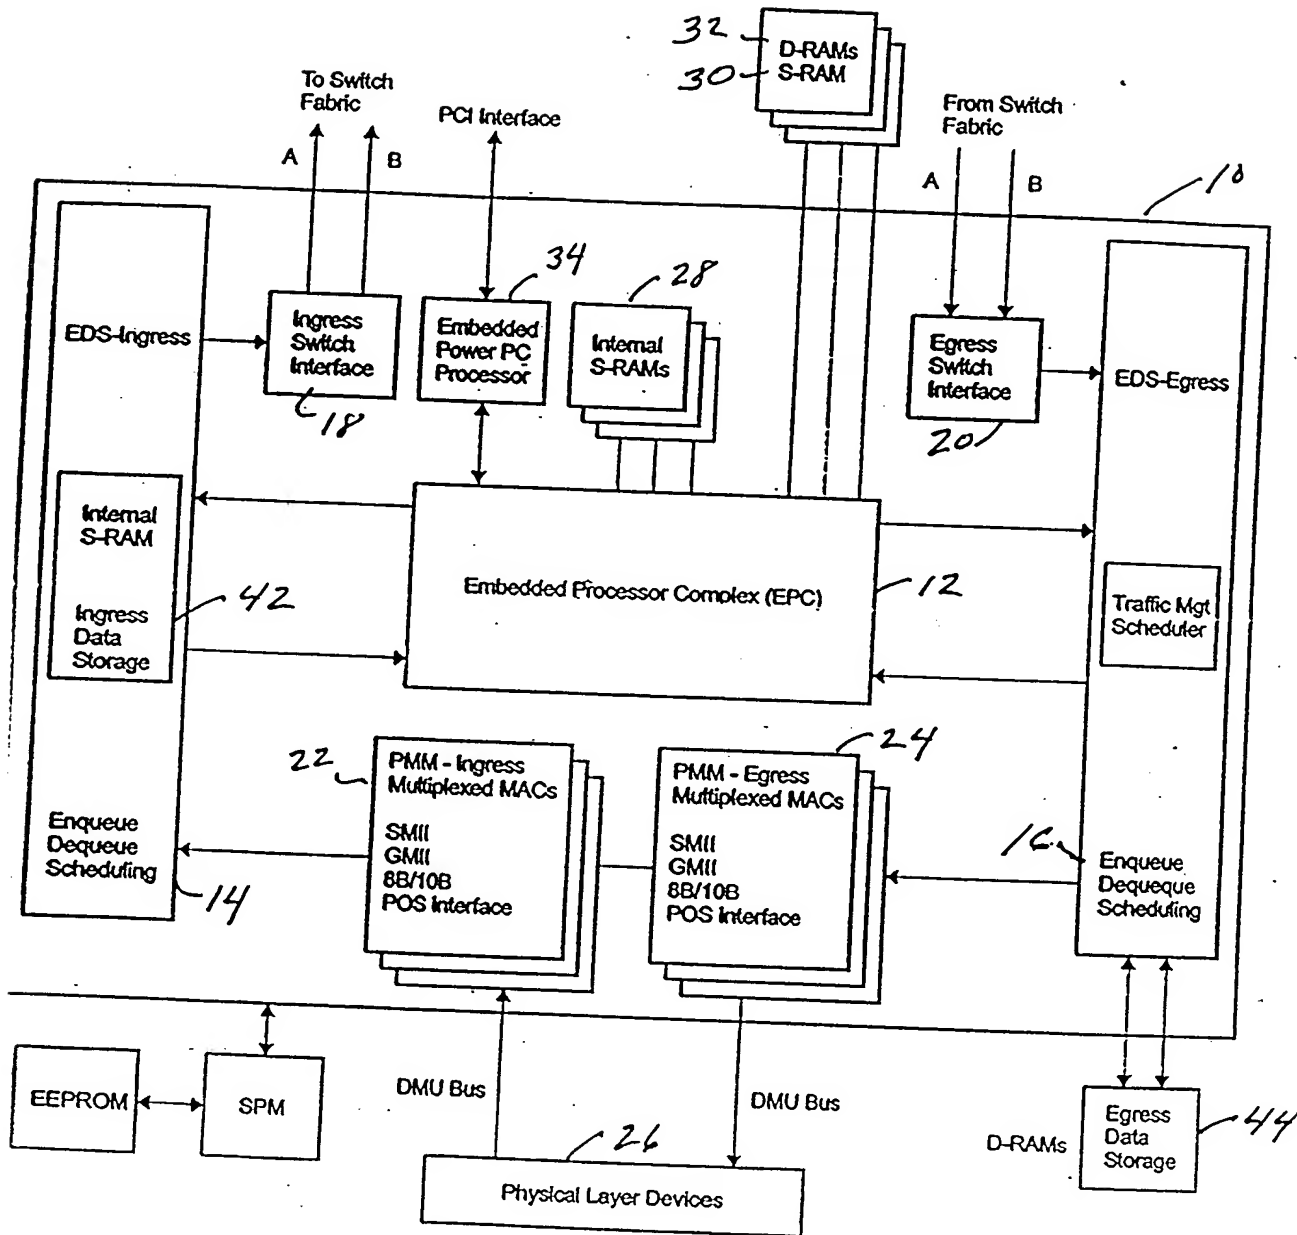 32
D-RAMs
30
S-RAM
To Switch
Fabric
PCI Interface
From Switch
Fabric
A
B
A
B
10
34
28
EDS-Ingress
Ingress
Switch
Interface
18
Embedded
Power PC
Processor
Internal
S-RAMs
Egress
Switch
Interface
20
EDS-Egress
Internal
S-RAM
Ingress
Data
Storage
42
Embedded Processor Complex (EPC)
12
Traffic Mgt
Scheduler
22
PMM - Ingress
Multiplexed MACs
SMII
GMII
8B/10B
POS Interface
24
PMM - Egress
Multiplexed MACs
SMII
GMII
8B/10B
POS Interface
Enqueue
Dequeue
Scheduling
14
16
Enqueue
Dequeque
Scheduling
EEPROM
SPM
DMU Bus
DMU Bus
26
Physical Layer Devices
D-RAMs
Egress
Data
Storage
44